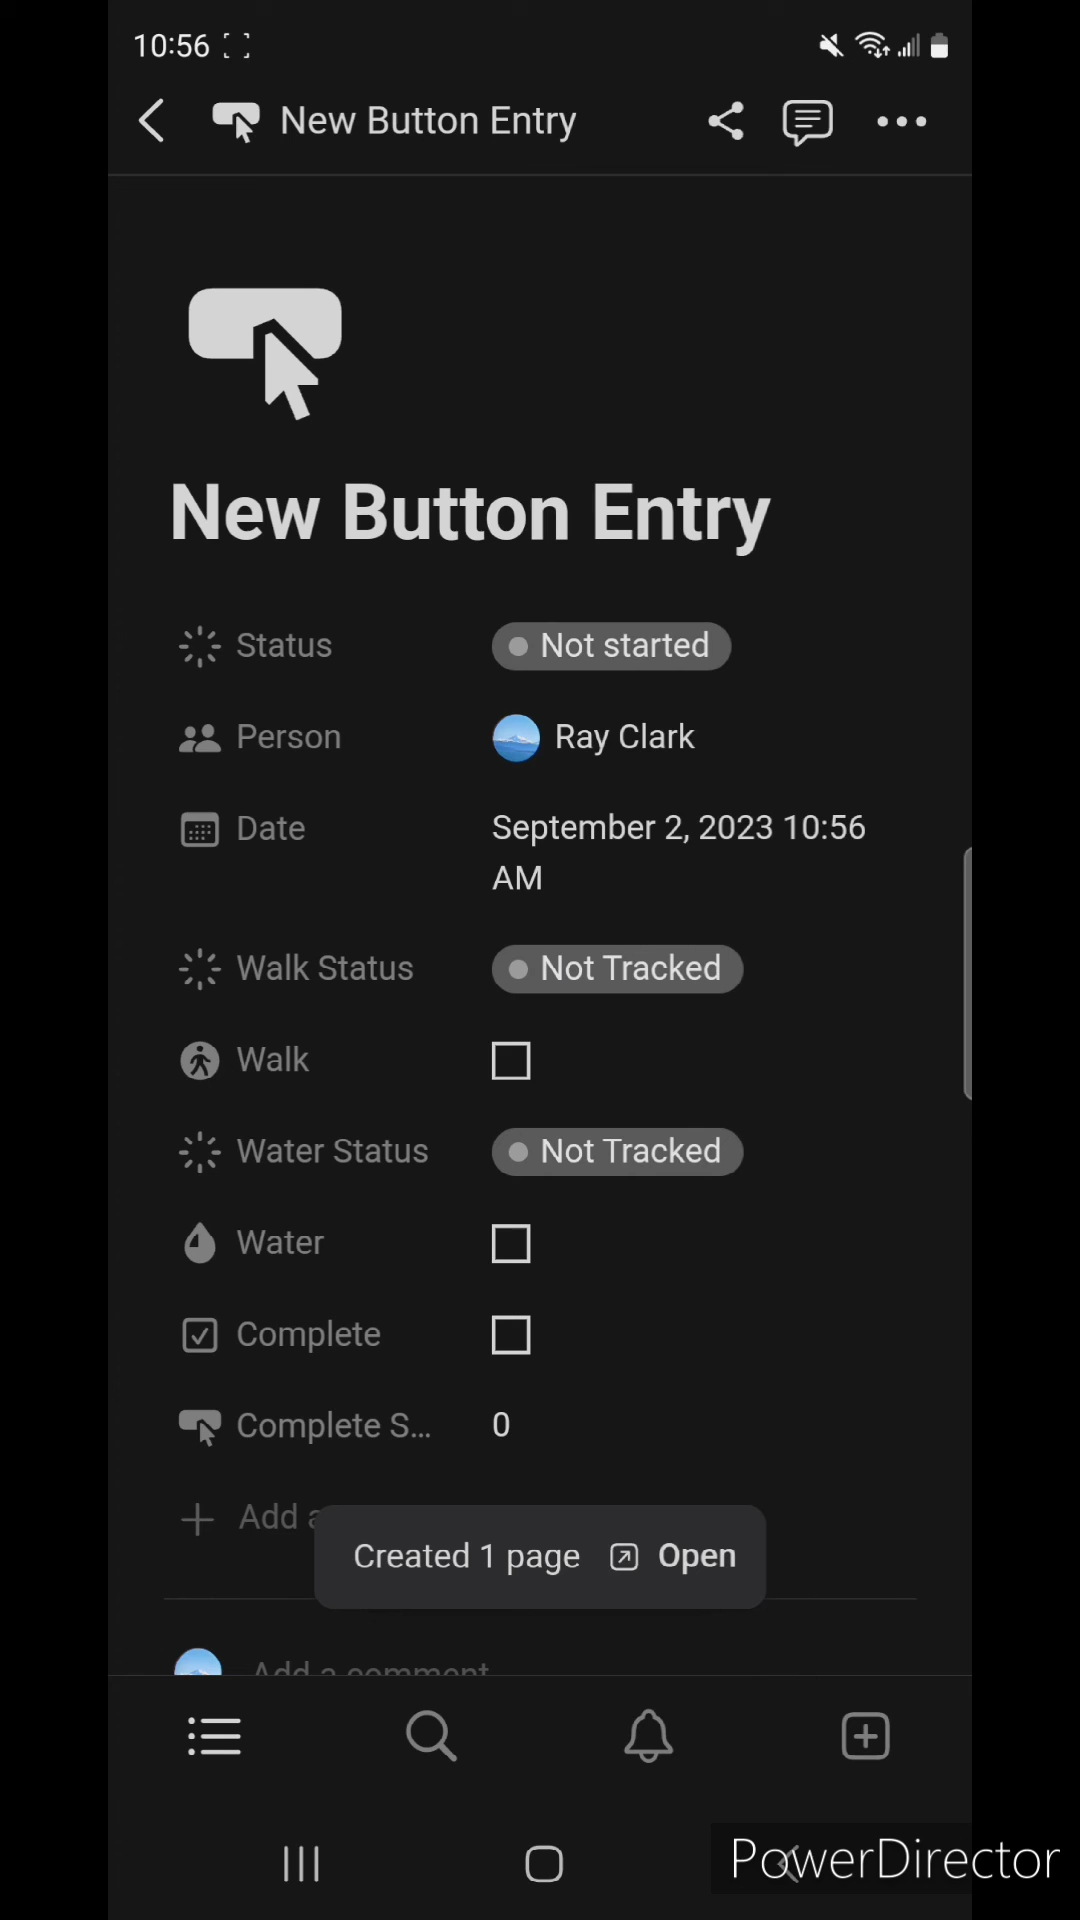 10:56
New Button Entry
New Button Entry
Status Not started
Person Ray Clark
Date September 2, 2023 10:56
AM
Walk Status Not Tracked
Walk
Water Status Not Tracked
Water
Complete
Complete S... 0
Add a
Created 1 page Open
Add a comment
PowerDirector